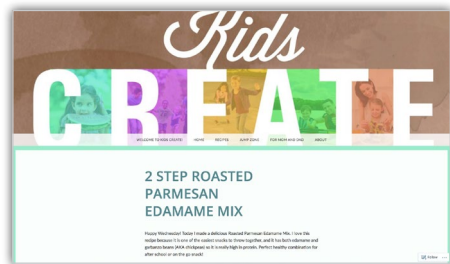 Kids
CREATE
WELCOME TO KIDS CREATE! HOME RECIPES JUMP ZONE! FOR MOM AND DAD ABOUT
2 STEP ROASTED
PARMESAN
EDAMAME MIX
Happy Wednesday! Today I made a delicious Roasted Parmesan Edamame Mix. I love this
recipe because it is one of the easiest snacks to throw together, and it has both edamame and
garbanzo beans (AKA chickpeas) so it is really high in protein. Perfect healthy combination for
after school or on the go snack!
Follow